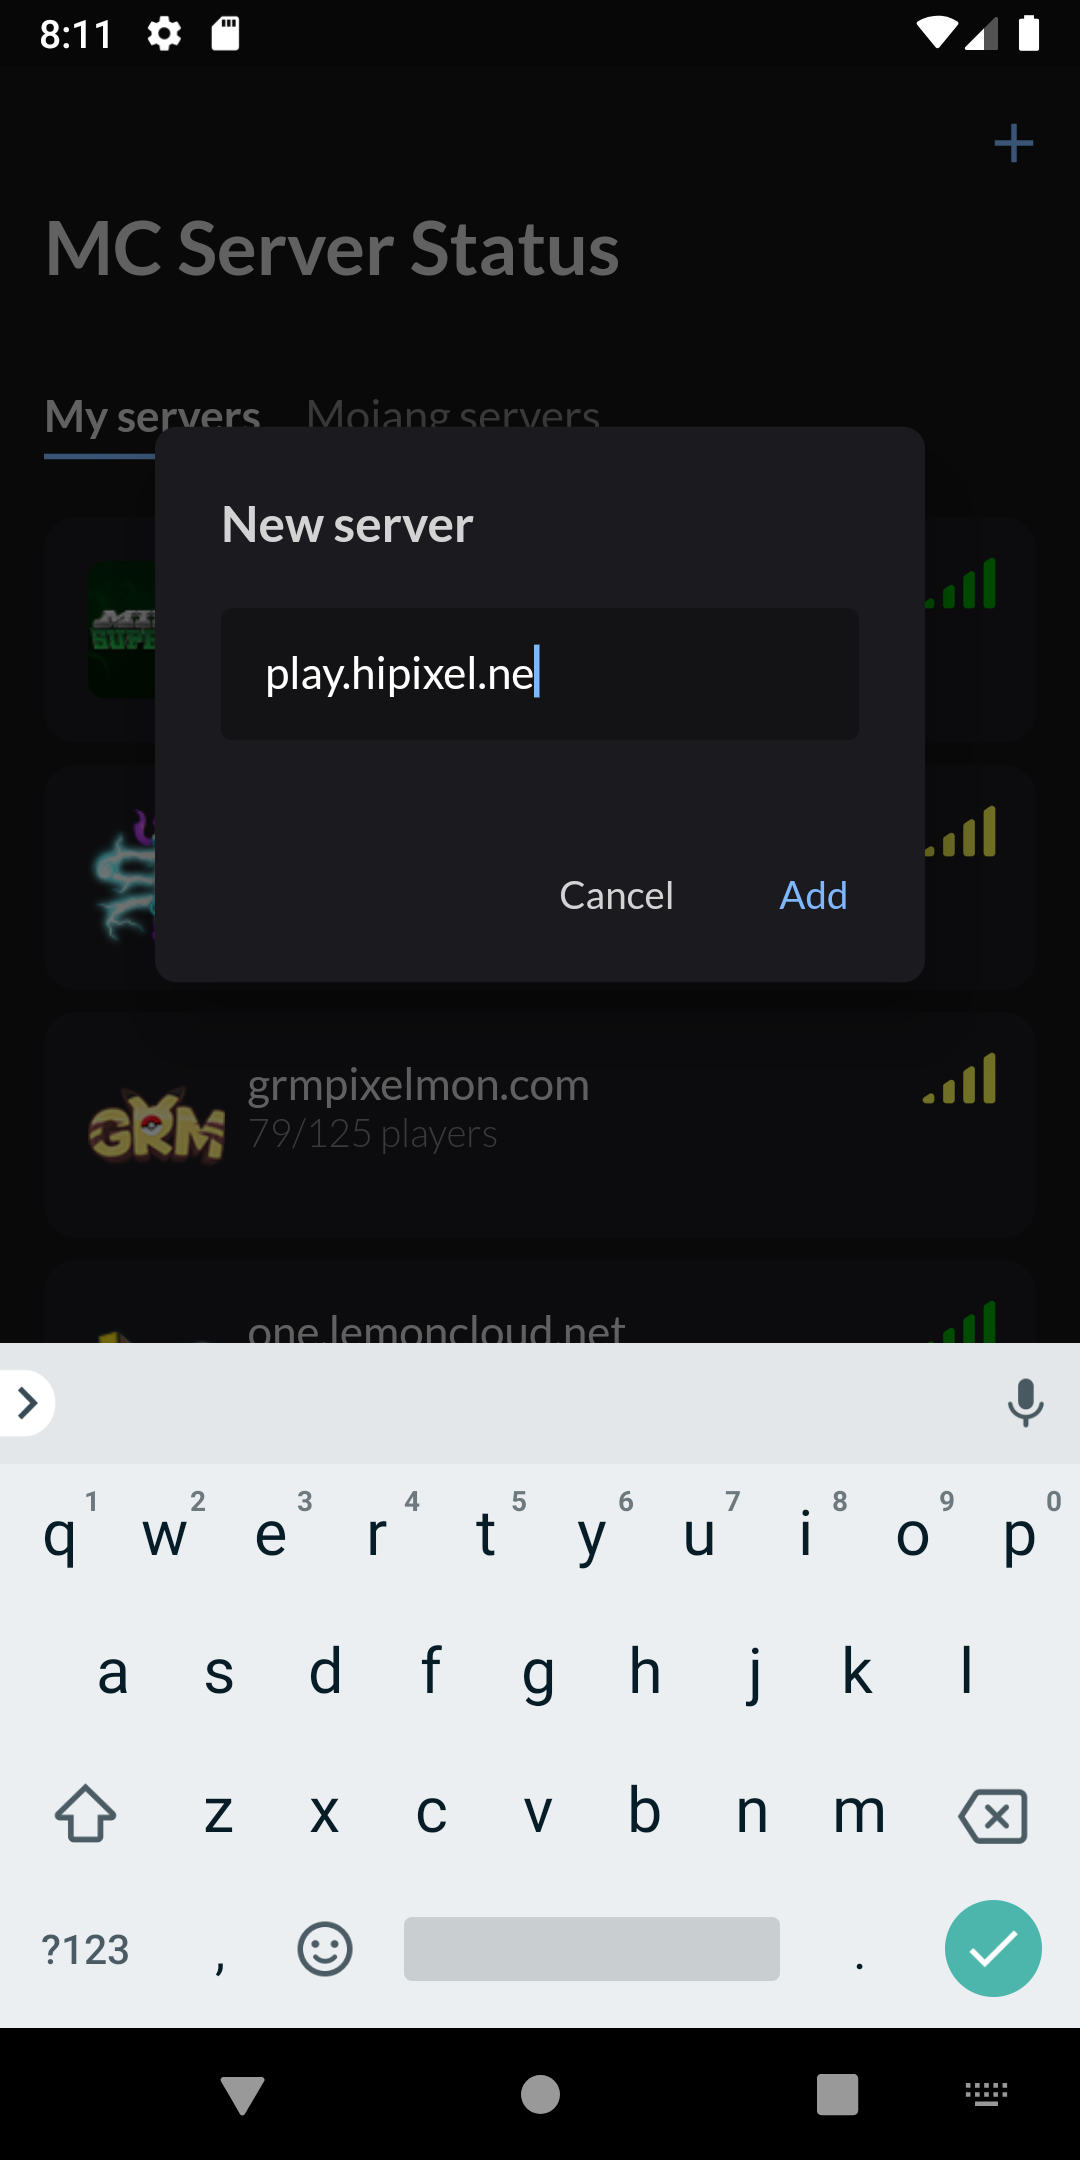 8:11
MC Server Status
My servers Mojang servers
New server
play.hipixel.ne
Cancel Add
grmpixelmon.com
79/125 players
GRM
one.lemoncloud.net
1 2 3 4 5 6 7 8 9 0
q w e r t y u i o p
a s d f g h j k l
z x c v b n m
?123 , .